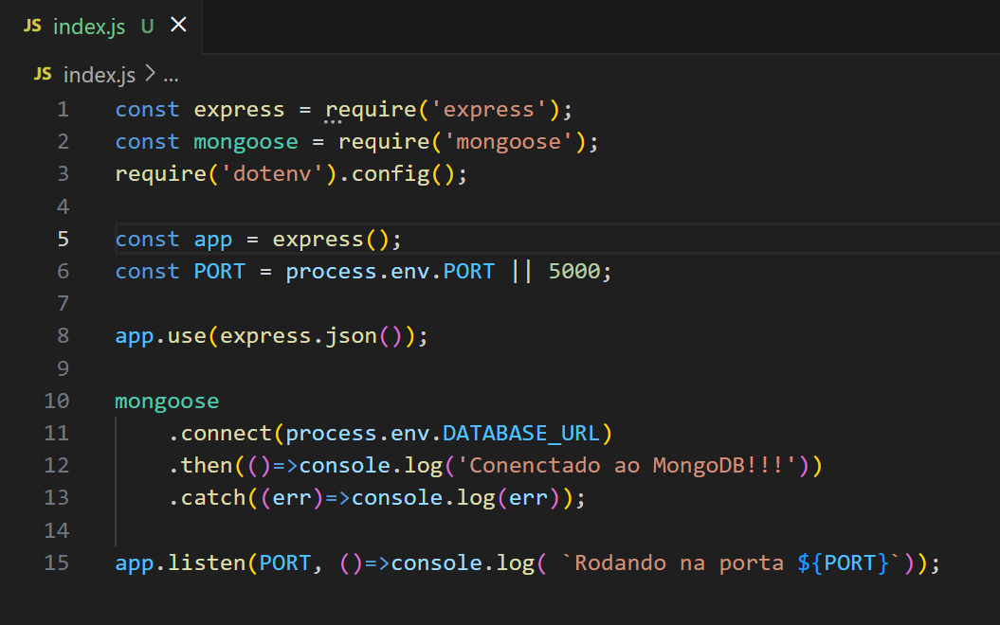 JS index.js U ×
JS index.js > ...
1 const express = require('express');
2 const mongoose = require('mongoose');
3 require('dotenv').config();
4
5 const app = express();
6 const PORT = process.env.PORT || 5000;
7
8 app.use(express.json());
9
10 mongoose
11     .connect(process.env.DATABASE_URL)
12     .then(()=>console.log('Conenctado ao MongoDB!!!'))
13     .catch((err)=>console.log(err));
14
15 app.listen(PORT, ()=>console.log( `Rodando na porta ${PORT}`));